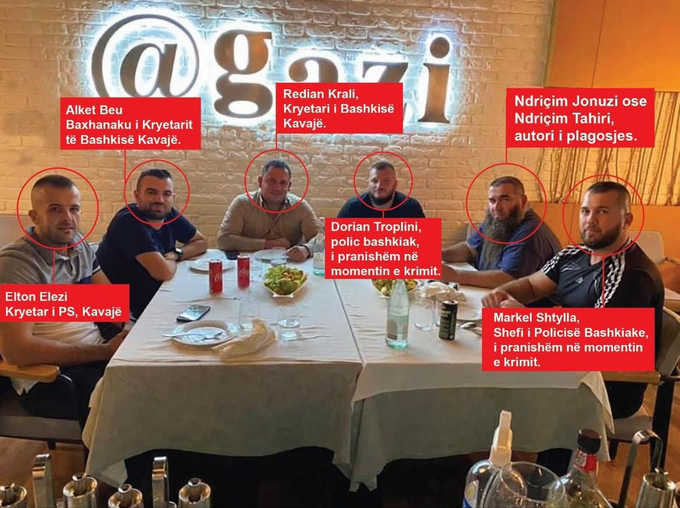 @gazi
Alket Beu
Baxhanaku i Kryetarit
të Bashkisë Kavajë.
Redian Krali,
Kryetari i Bashkisë
Kavajë.
Ndriçim Jonuzi ose
Ndriçim Tahiri,
autori i plagosjes.
Dorian Troplini,
polic bashkiak,
i pranishëm në
momentin e krimit.
Elton Elezi
Kryetar i PS, Kavajë
Markel Shtylla,
Shefi i Policisë Bashkiake,
i pranishëm në momentin
e krimit.